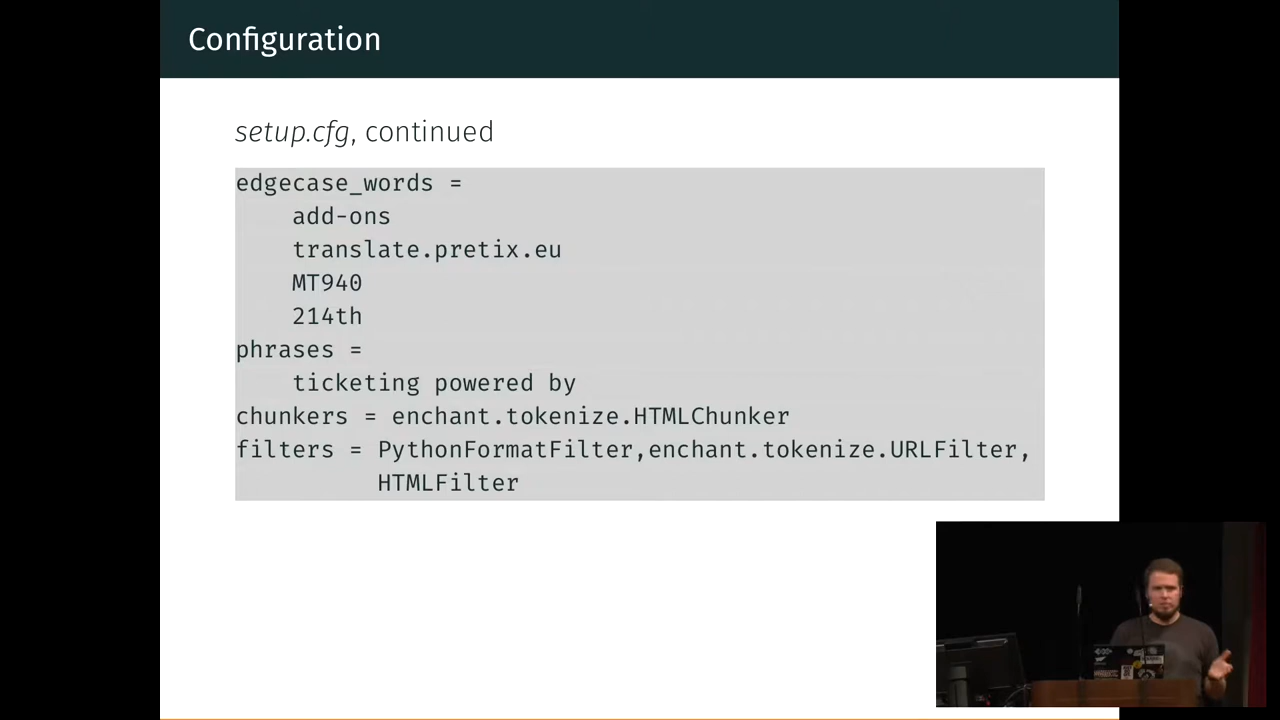 Configuration
setup.cfg, continued
edgecase_words =
    add-ons
    translate.pretix.eu
    MT940
    214th
phrases =
    ticketing powered by
chunkers = enchant.tokenize.HTMLChunker
filters = PythonFormatFilter,enchant.tokenize.URLFilter,
          HTMLFilter